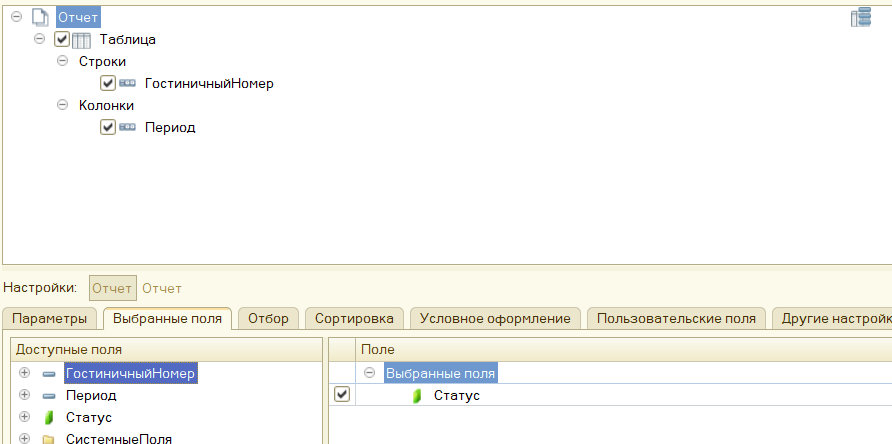 Отчет
Таблица
Строки
ГостиничныйНомер
Колонки
Период
Настройки: Отчет Отчет
Параметры Выбранные поля Отбор Сортировка Условное оформление Пользовательские поля Другие настройк
Доступные поля Поле
ГостиничныйНомер Выбранные поля
Период Статус
Статус
СистемныеПоля